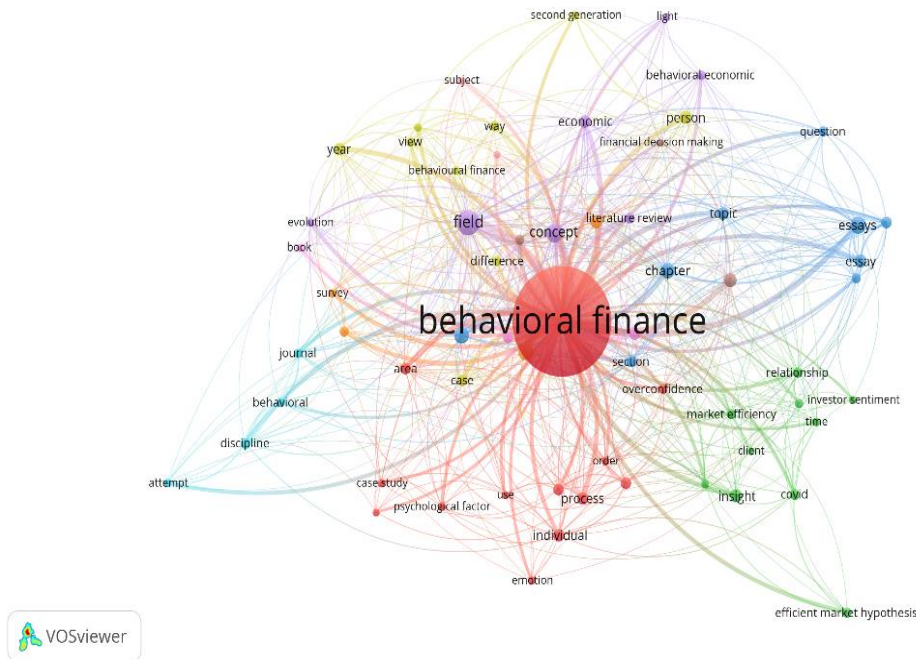 second generation
light
subject
behavioral economic
way
economic
person
question
year
view
financial decision making
behavioural finance
evolution
field
concept
literature review
topic
essays
book
difference
chapter
essay
survey
behavioral finance
journal
area
case
section
relationship
overconfidence
investor sentiment
behavioral
market efficiency
time
discipline
client
order
attempt
case study
use
process
insight
covid
psychological factor
individual
emotion
efficient market hypothesis
VOSviewer